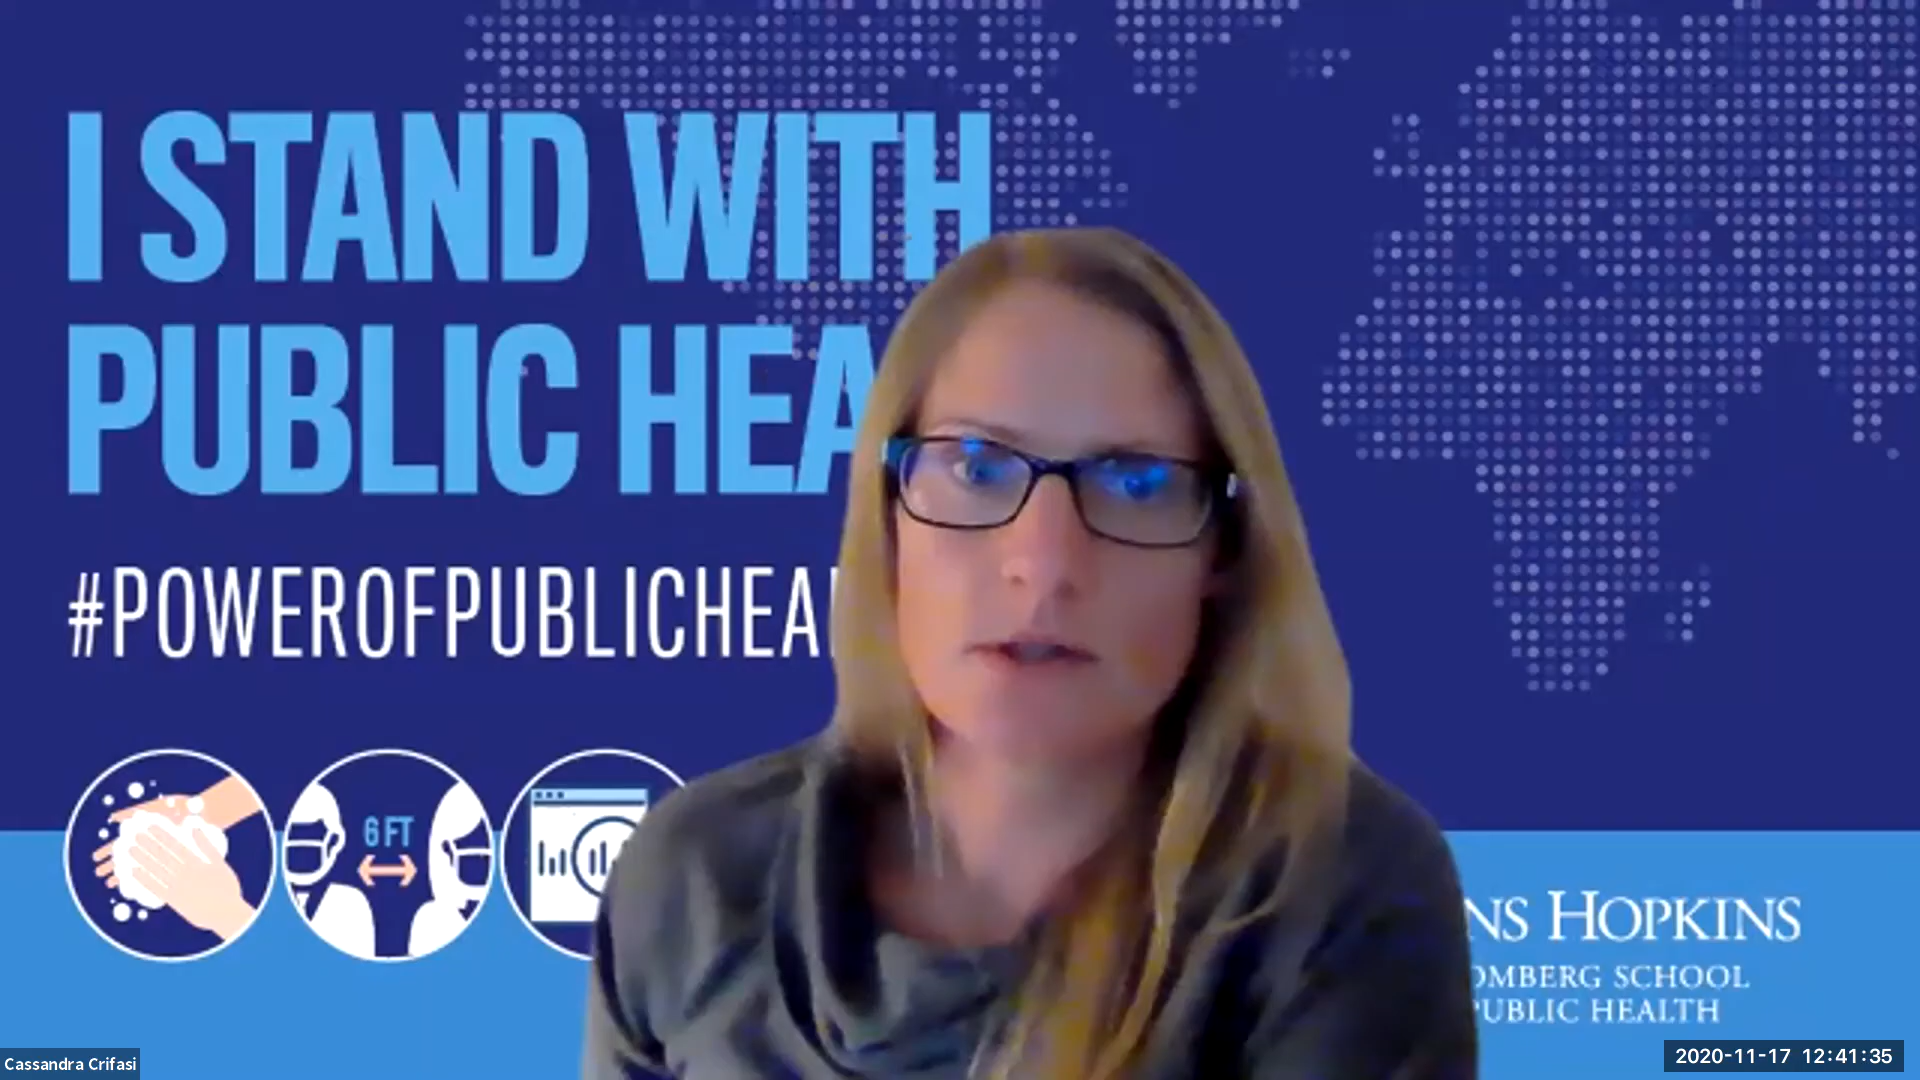 I STAND WITH
PUBLIC HEA
#POWEROFPUBLICHEA
6 FT
NS HOPKINS
OMBERG SCHOOL
PUBLIC HEALTH
Cassandra Crifasi
2020-11-17 12:41:35